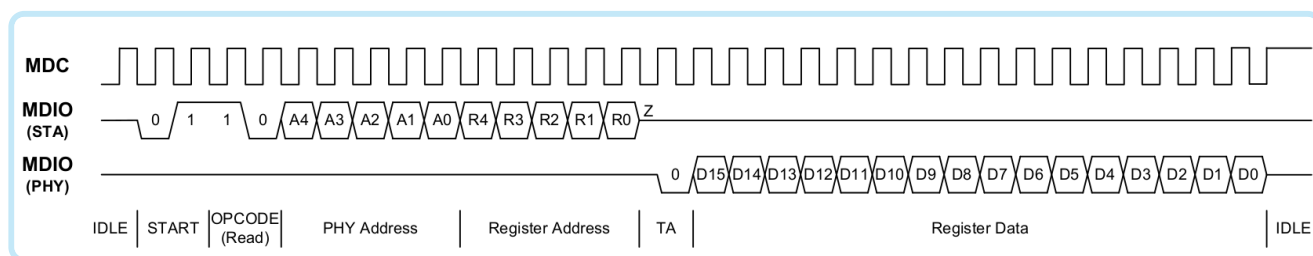 MDC
MDIO
(STA)
0 1 1 0 A4 A3 A2 A1 A0 R4 R3 R2 R1 R0 Z
MDIO
(PHY)
0 D15 D14 D13 D12 D11 D10 D9 D8 D7 D6 D5 D4 D3 D2 D1 D0
IDLE START OPCODE (Read) PHY Address Register Address TA Register Data IDLE